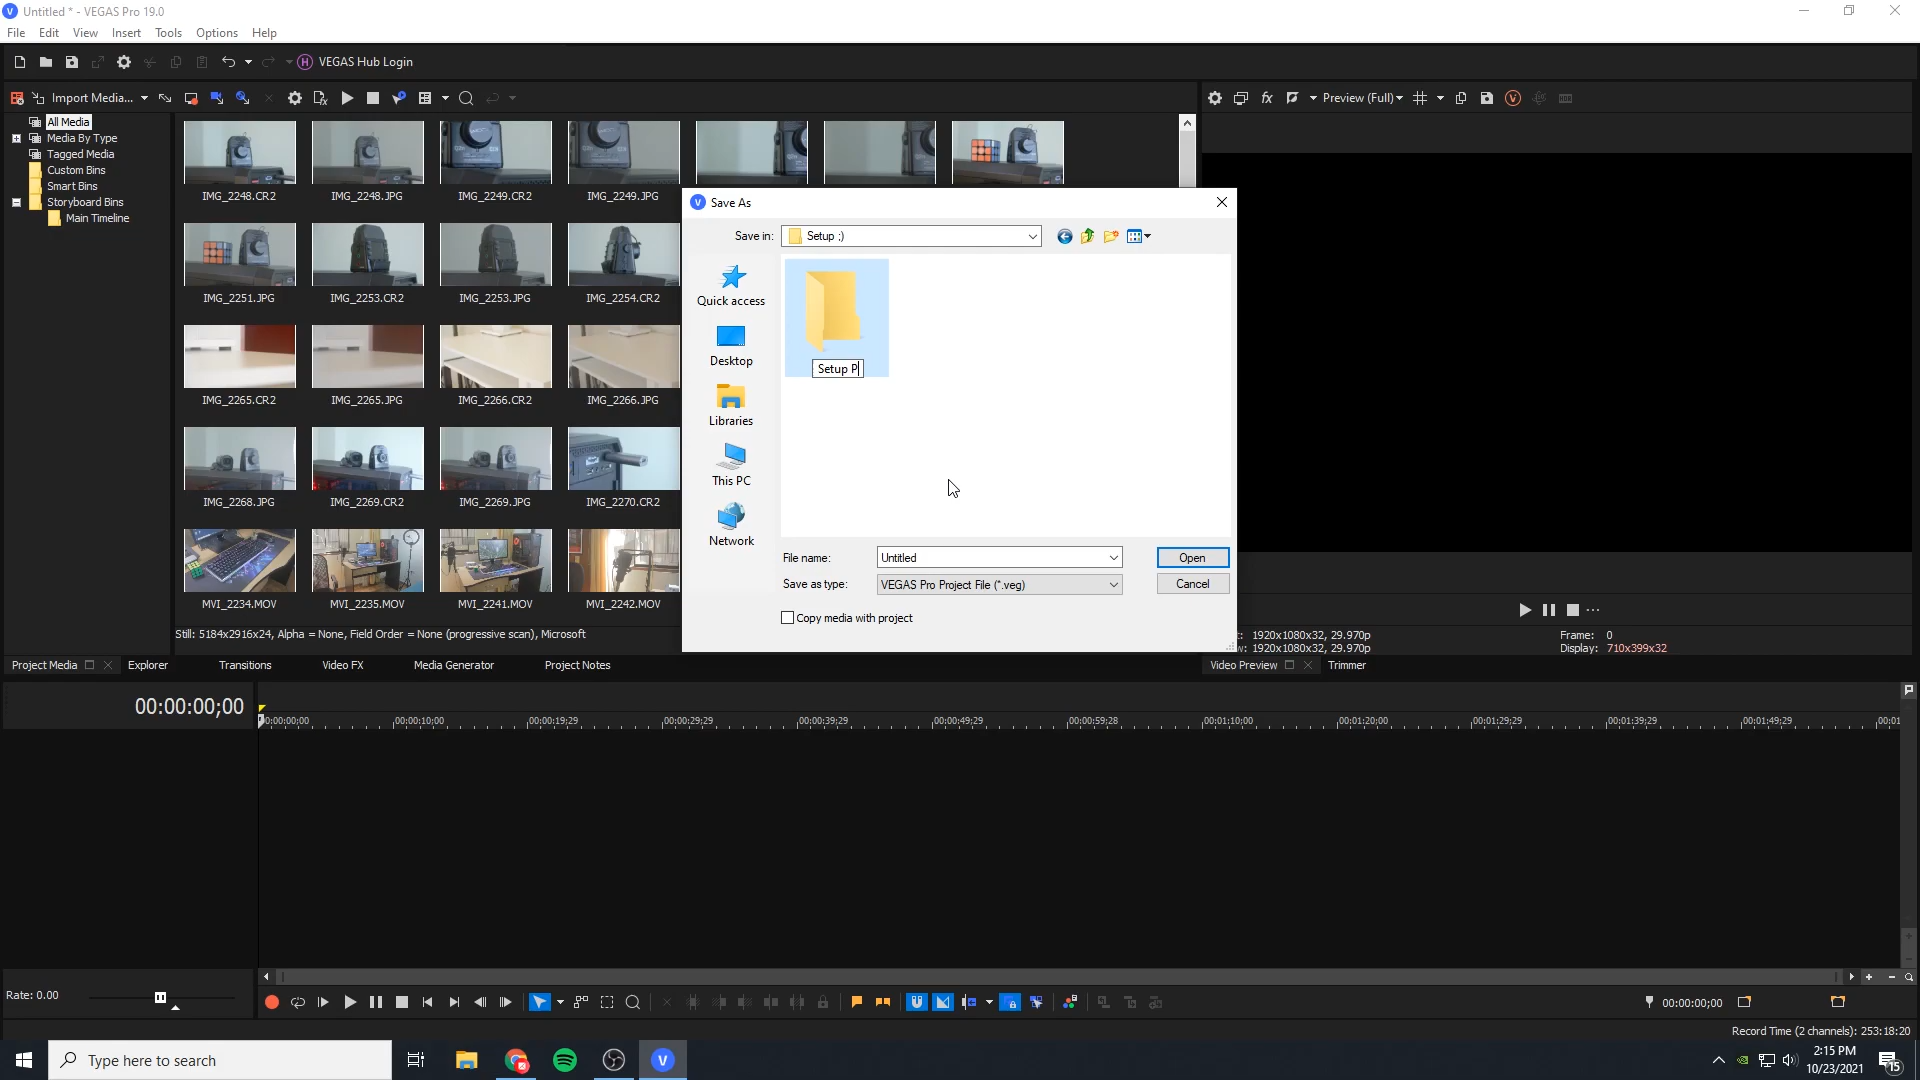 Untitled * - VEGAS Pro 19.0
File Edit View Insert Tools Options Help
VEGAS Hub Login
Import Media...
Preview (Full)
All Media
Media By Type
Tagged Media
Custom Bins
Smart Bins
Storyboard Bins
Main Timeline
IMG_2248.CR2 IMG_2248.JPG IMG_2249.CR2 IMG_2249.JPG
IMG_2251.JPG IMG_2253.CR2 IMG_2253.JPG IMG_2254.CR2
IMG_2265.CR2 IMG_2265.JPG IMG_2266.CR2 IMG_2266.JPG
IMG_2268.JPG IMG_2269.CR2 IMG_2269.JPG IMG_2270.CR2
MVI_2234.MOV MVI_2235.MOV MVI_2241.MOV MVI_2242.MOV
Still: 5184x2916x24, Alpha = None, Field Order = None (progressive scan), Microsoft
Save As
Save in: Setup ;)
Quick access
Desktop
Libraries
This PC
Network
Setup P
File name: Untitled Open
Save as type: VEGAS Pro Project File (*.veg) Cancel
Copy media with project
1920x1080x32, 29.970p Frame: 0
1920x1080x32, 29.970p Display: 710x399x32
Project Media Explorer Transitions Video FX Media Generator Project Notes
Video Preview Trimmer
00:00:00;00
00:00:00;00 00:00:10;00 00:00:19;29 00:00:29;29 00:00:39;29 00:00:49;29 00:00:59;28 00:01:10;00 00:01:20;00 00:01:29;29 00:01:39;29 00:01:49;29 00:01
Rate: 0.00
00:00:00;00
Record Time (2 channels): 253:18:20
Type here to search
2:15 PM
10/23/2021
15